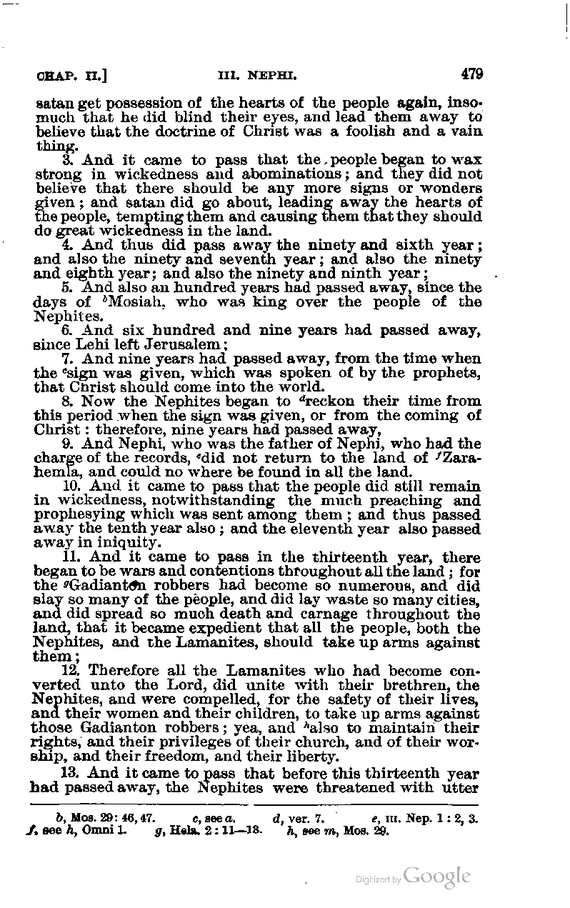 CHAP. II.] III. NEPHI. 479
satan get possession of the hearts of the people again, inso-
much that he did blind their eyes, and lead them away to
believe that the doctrine of Christ was a foolish and a vain
thing.
3. And it came to pass that the people began to wax
strong in wickedness and abominations; and they did not
believe that there should be any more signs or wonders
given; and satan did go about, leading away the hearts of
the people, tempting them and causing them that they should
do great wickedness in the land.
4. And thus did pass away the ninety and sixth year;
and also the ninety and seventh year; and also the ninety
and eighth year; and also the ninety and ninth year;
5. And also an hundred years had passed away, since the
days of bMosiah, who was king over the people of the
Nephites.
6. And six hundred and nine years had passed away,
since Lehi left Jerusalem;
7. And nine years had passed away, from the time when
the csign was given, which was spoken of by the prophets,
that Christ should come into the world.
8. Now the Nephites began to dreckon their time from
this period when the sign was given, or from the coming of
Christ: therefore, nine years had passed away,
9. And Nephi, who was the father of Nephi, who had the
charge of the records, edid not return to the land of fZara-
hemla, and could no where be found in all the land.
10. And it came to pass that the people did still remain
in wickedness, notwithstanding the much preaching and
prophesying which was sent among them; and thus passed
away the tenth year also; and the eleventh year also passed
away in iniquity.
11. And it came to pass in the thirteenth year, there
began to be wars and contentions throughout all the land; for
the gGadianton robbers had become so numerous, and did
slay so many of the people, and did lay waste so many cities,
and did spread so much death and carnage throughout the
land, that it became expedient that all the people, both the
Nephites, and the Lamanites, should take up arms against
them;
12. Therefore all the Lamanites who had become con-
verted unto the Lord, did unite with their brethren, the
Nephites, and were compelled, for the safety of their lives,
and their women and their children, to take up arms against
those Gadianton robbers; yea, and halso to maintain their
rights, and their privileges of their church, and of their wor-
ship, and their freedom, and their liberty.
13. And it came to pass that before this thirteenth year
had passed away, the Nephites were threatened with utter
b, Mos. 29: 46, 47. c, see a. d, ver. 7. e, III. Nep. 1: 2, 3.
f, see h, Omni 1. g, Hela. 2: 11—13. h, see m, Mos. 29.
Digitized by Google